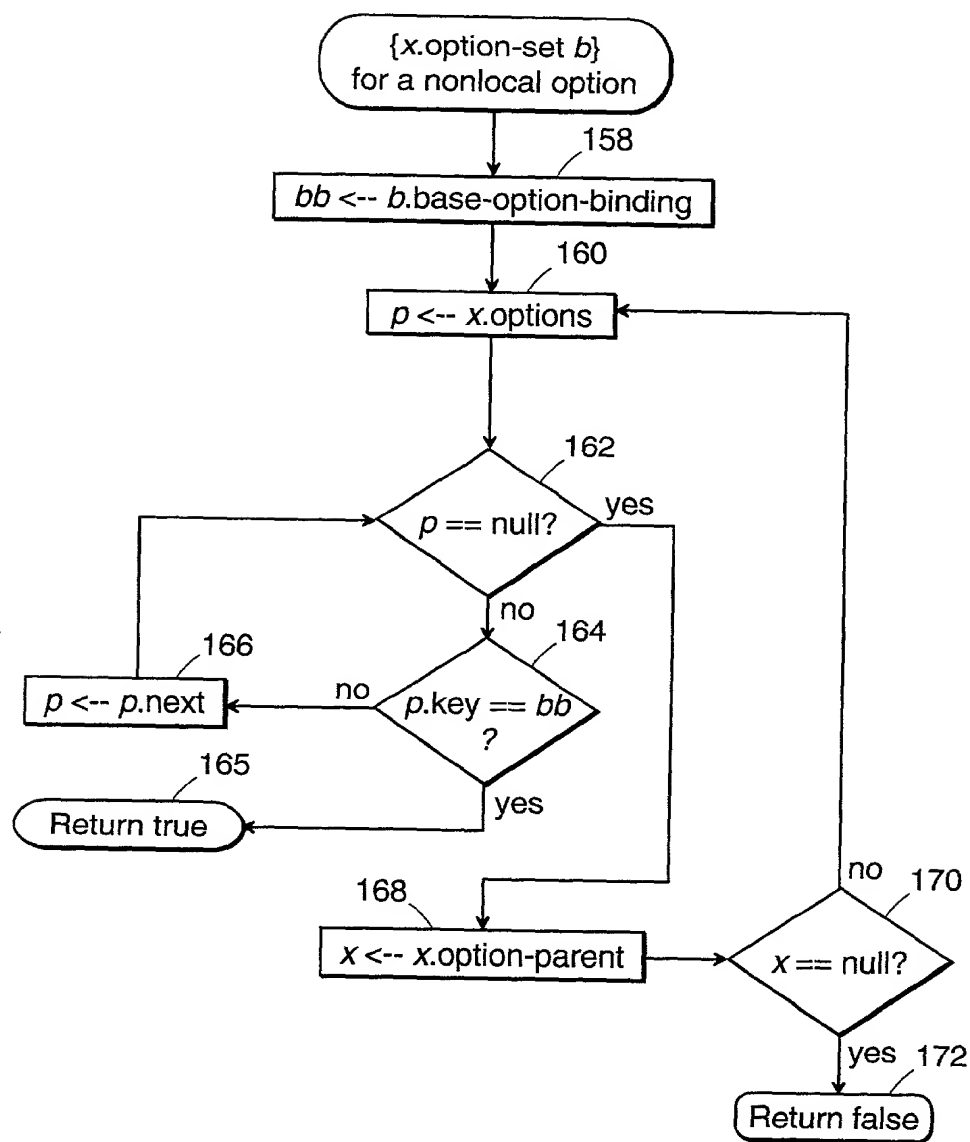 {x.option-set b}
for a nonlocal option
158
bb <-- b.base-option-binding
160
p <-- x.options
162
p == null?
yes
no
164
166
p <-- p.next
no
p.key == bb
?
165
Return true
yes
168
x <-- x.option-parent
no
170
x == null?
yes
172
Return false